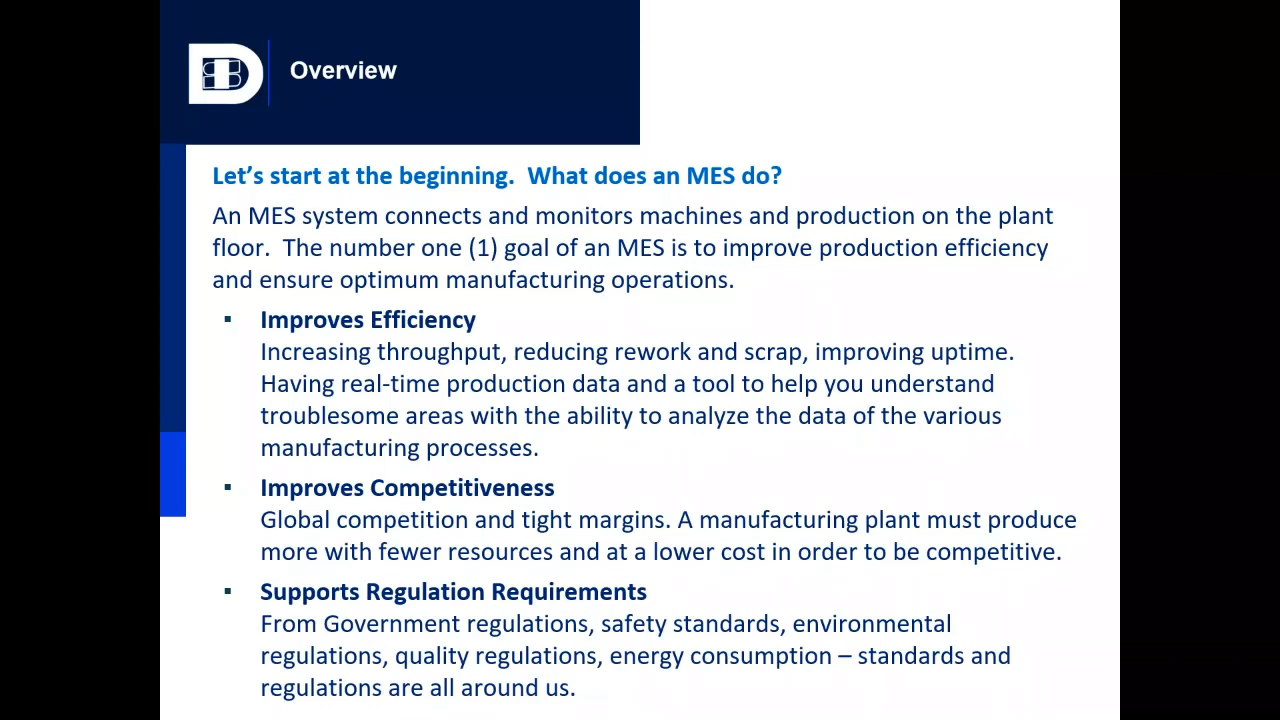 Overview
Let’s start at the beginning.  What does an MES do?
An MES system connects and monitors machines and production on the plant
floor.  The number one (1) goal of an MES is to improve production efficiency
and ensure optimum manufacturing operations.
▪ Improves Efficiency
Increasing throughput, reducing rework and scrap, improving uptime.
Having real-time production data and a tool to help you understand
troublesome areas with the ability to analyze the data of the various
manufacturing processes.
▪ Improves Competitiveness
Global competition and tight margins. A manufacturing plant must produce
more with fewer resources and at a lower cost in order to be competitive.
▪ Supports Regulation Requirements
From Government regulations, safety standards, environmental
regulations, quality regulations, energy consumption – standards and
regulations are all around us.